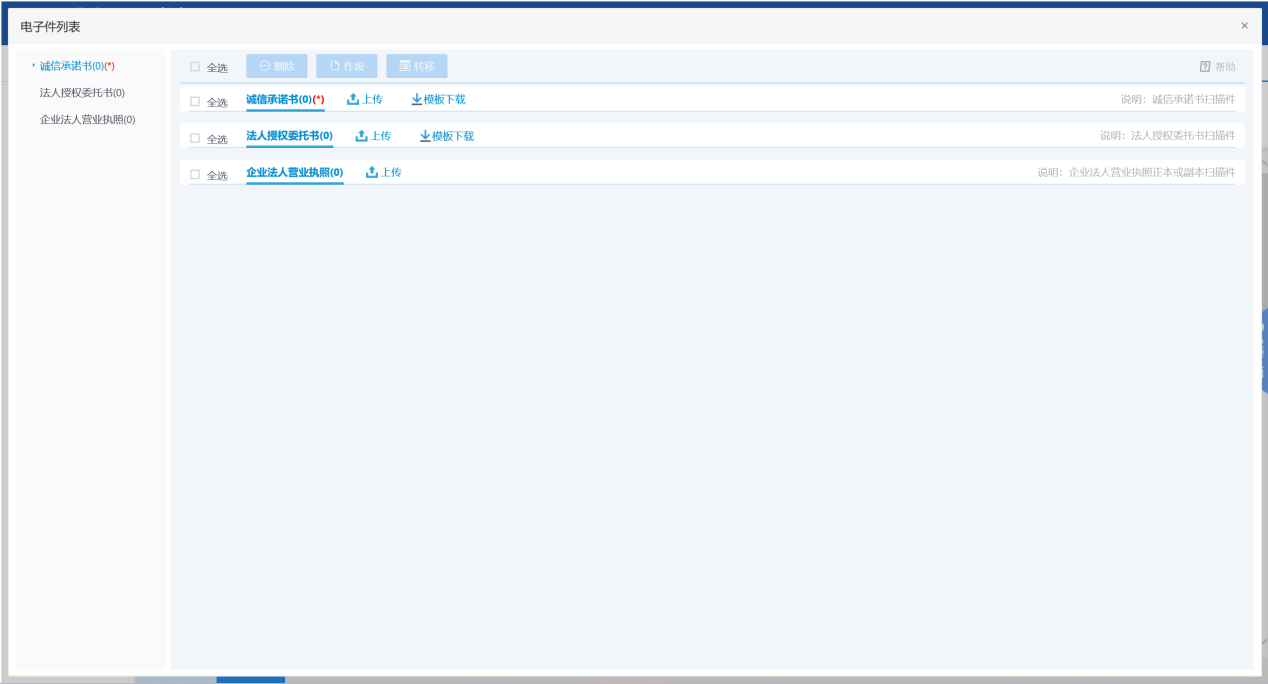 电子件列表 ×
诚信承诺书(0)(*)
法人授权委托书(0)
企业法人营业执照(0)
全选 删除 作废 转移 帮助
全选 诚信承诺书(0)(*) 上传 模板下载 说明：诚信承诺书扫描件
全选 法人授权委托书(0) 上传 模板下载 说明：法人授权委托书扫描件
全选 企业法人营业执照(0) 上传 说明：企业法人营业执照正本或副本扫描件